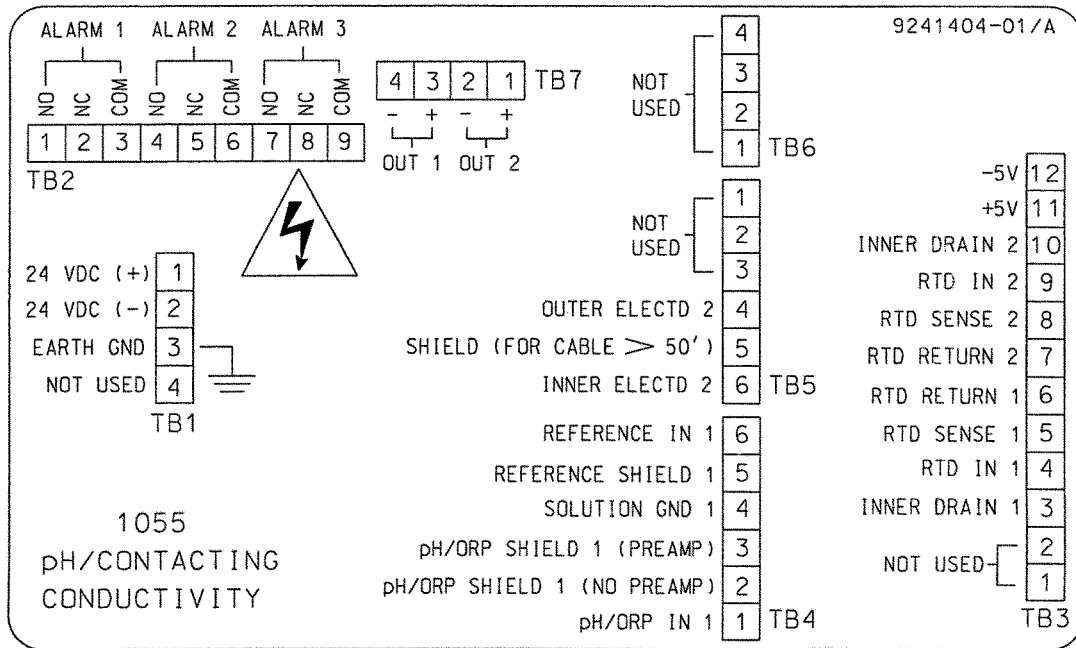 9241404-01/A
ALARM 1 ALARM 2 ALARM 3
NO NC COM NO NC COM NO NC COM
1 2 3 4 5 6 7 8 9
TB2
4 3 2 1 TB7
- + - +
OUT 1 OUT 2
24 VDC (+) 1
24 VDC (-) 2
EARTH GND 3
NOT USED 4
TB1
1055
pH/CONTACTING
CONDUCTIVITY
NOT
USED
4
3
2
1 TB6
NOT
USED
1
2
3
OUTER ELECTD 2 4
SHIELD (FOR CABLE > 50') 5
INNER ELECTD 2 6 TB5
REFERENCE IN 1 6
REFERENCE SHIELD 1 5
SOLUTION GND 1 4
pH/ORP SHIELD 1 (PREAMP) 3
pH/ORP SHIELD 1 (NO PREAMP) 2
pH/ORP IN 1 1 TB4
-5V 12
+5V 11
INNER DRAIN 2 10
RTD IN 2 9
RTD SENSE 2 8
RTD RETURN 2 7
RTD RETURN 1 6
RTD SENSE 1 5
RTD IN 1 4
INNER DRAIN 1 3
NOT USED 2
1
TB3